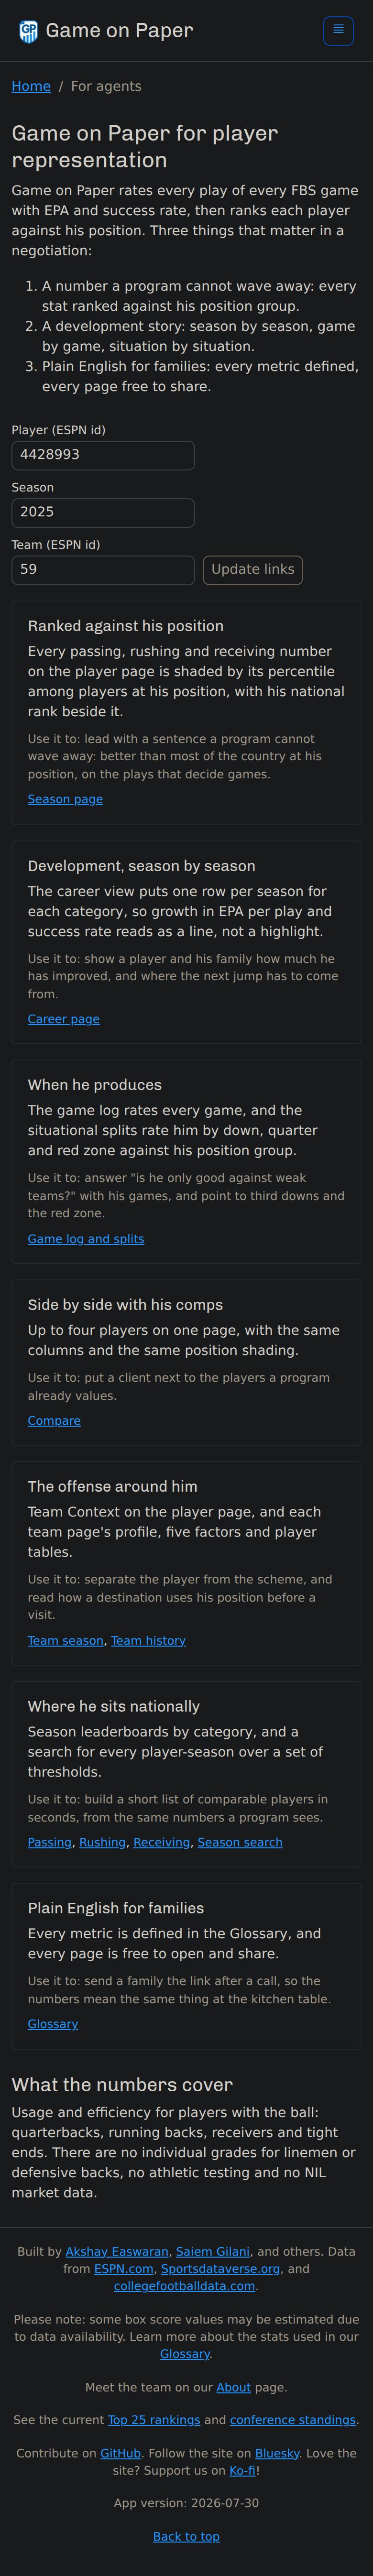 GP Game on Paper
Home / For agents
Game on Paper for player
representation
Game on Paper rates every play of every FBS game
with EPA and success rate, then ranks each player
against his position. Three things that matter in a
negotiation:
1. A number a program cannot wave away: every
stat ranked against his position group.
2. A development story: season by season, game
by game, situation by situation.
3. Plain English for families: every metric defined,
every page free to share.
Player (ESPN id)
4428993
Season
2025
Team (ESPN id)
59 Update links
Ranked against his position
Every passing, rushing and receiving number
on the player page is shaded by its percentile
among players at his position, with his national
rank beside it.
Use it to: lead with a sentence a program cannot
wave away: better than most of the country at his
position, on the plays that decide games.
Season page
Development, season by season
The career view puts one row per season for
each category, so growth in EPA per play and
success rate reads as a line, not a highlight.
Use it to: show a player and his family how much he
has improved, and where the next jump has to come
from.
Career page
When he produces
The game log rates every game, and the
situational splits rate him by down, quarter
and red zone against his position group.
Use it to: answer "is he only good against weak
teams?" with his games, and point to third downs and
the red zone.
Game log and splits
Side by side with his comps
Up to four players on one page, with the same
columns and the same position shading.
Use it to: put a client next to the players a program
already values.
Compare
The offense around him
Team Context on the player page, and each
team page's profile, five factors and player
tables.
Use it to: separate the player from the scheme, and
read how a destination uses his position before a
visit.
Team season, Team history
Where he sits nationally
Season leaderboards by category, and a
search for every player-season over a set of
thresholds.
Use it to: build a short list of comparable players in
seconds, from the same numbers a program sees.
Passing, Rushing, Receiving, Season search
Plain English for families
Every metric is defined in the Glossary, and
every page is free to open and share.
Use it to: send a family the link after a call, so the
numbers mean the same thing at the kitchen table.
Glossary
What the numbers cover
Usage and efficiency for players with the ball:
quarterbacks, running backs, receivers and tight
ends. There are no individual grades for linemen or
defensive backs, no athletic testing and no NIL
market data.
Built by Akshay Easwaran, Saiem Gilani, and others. Data
from ESPN.com, Sportsdataverse.org, and
collegefootballdata.com.
Please note: some box score values may be estimated due
to data availability. Learn more about the stats used in our
Glossary.
Meet the team on our About page.
See the current Top 25 rankings and conference standings.
Contribute on GitHub. Follow the site on Bluesky. Love the
site? Support us on Ko-fi!
App version: 2026-07-30
Back to top